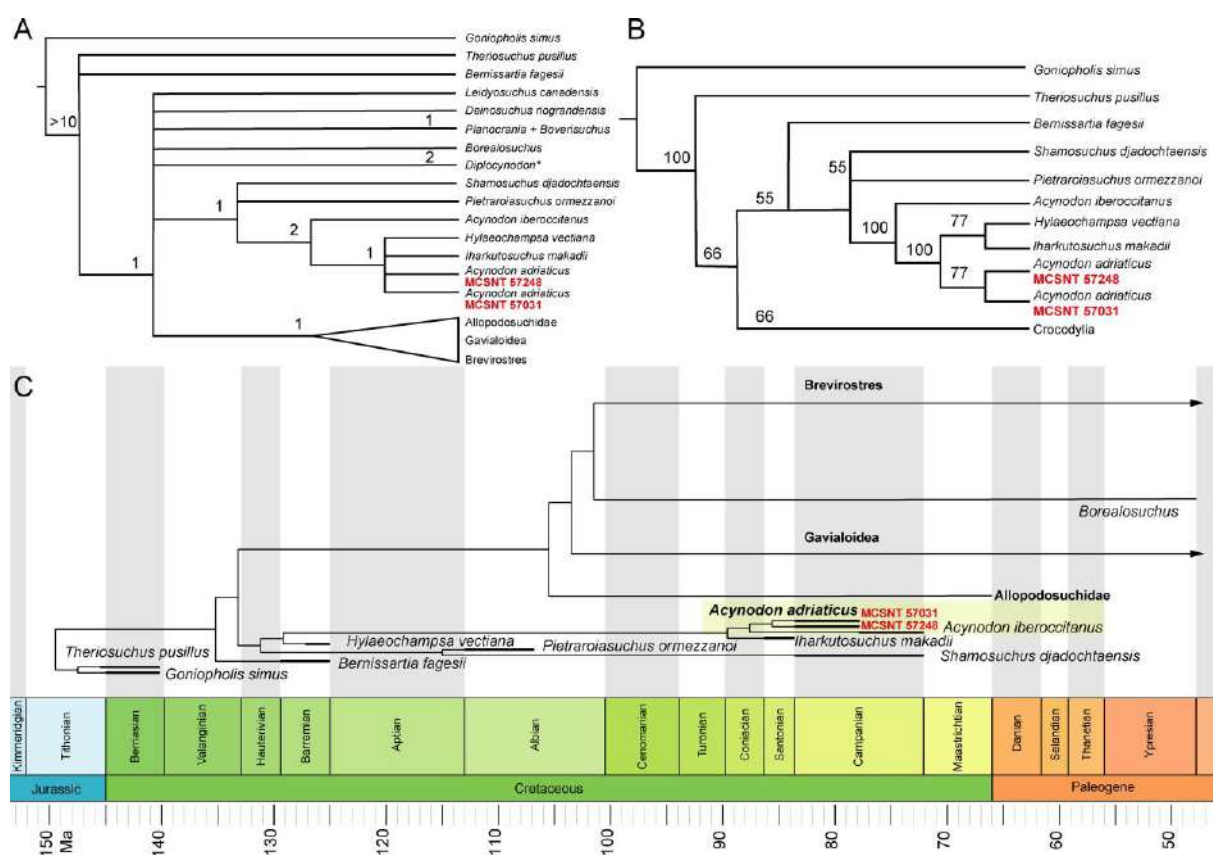 A
Goniopholis simus
Theriosuchus pusillus
Bernissartia fagesii
>10
Leidyosuchus canadensis
Deinosuchus riograndensis
1
Planocrania + Boverisuchus
Borealosuchus
2
Diplocynodon*
Shamosuchus djadochtaensis
1
Pietraroiasuchus ormezzanoi
Acynodon iberoccitanus
2
Hylaeochampsa vectiana
1
Iharkutosuchus makadii
Acynodon adriaticus
MCSNT 57248
1
Acynodon adriaticus
MCSNT 57031
1
Allopodosuchidae
Gavialoidea
Brevirostres
B
Goniopholis simus
Theriosuchus pusillus
Bernissartia fagesii
100
Shamosuchus djadochtaensis
55
Pietraroiasuchus ormezzanoi
55
Acynodon iberoccitanus
100
77
Hylaeochampsa vectiana
100
Iharkutosuchus makadii
66
77
Acynodon adriaticus
MCSNT 57248
Acynodon adriaticus
MCSNT 57031
66
Crocodylia
C
Brevirostres
Borealosuchus
Gavialoidea
Allopodosuchidae
Acynodon adriaticus MCSNT 57031
MCSNT 57248 Acynodon iberoccitanus
Hylaeochampsa vectiana
Iharkutosuchus makadii
Theriosuchus pusillus
Pietraroiasuchus ormezzanoi
Bernissartia fagesii
Shamosuchus djadochtaensis
Goniopholis simus
Kimmeridgian
Tithonian
Berriasian
Valanginian
Hauterivian
Barremian
Aptian
Albian
Cenomanian
Turonian
Coniacian
Santonian
Campanian
Maastrichtian
Danian
Selandian
Thanetian
Ypresian
Jurassic
Cretaceous
Paleogene
150
Ma
140
130
120
110
100
90
80
70
60
50